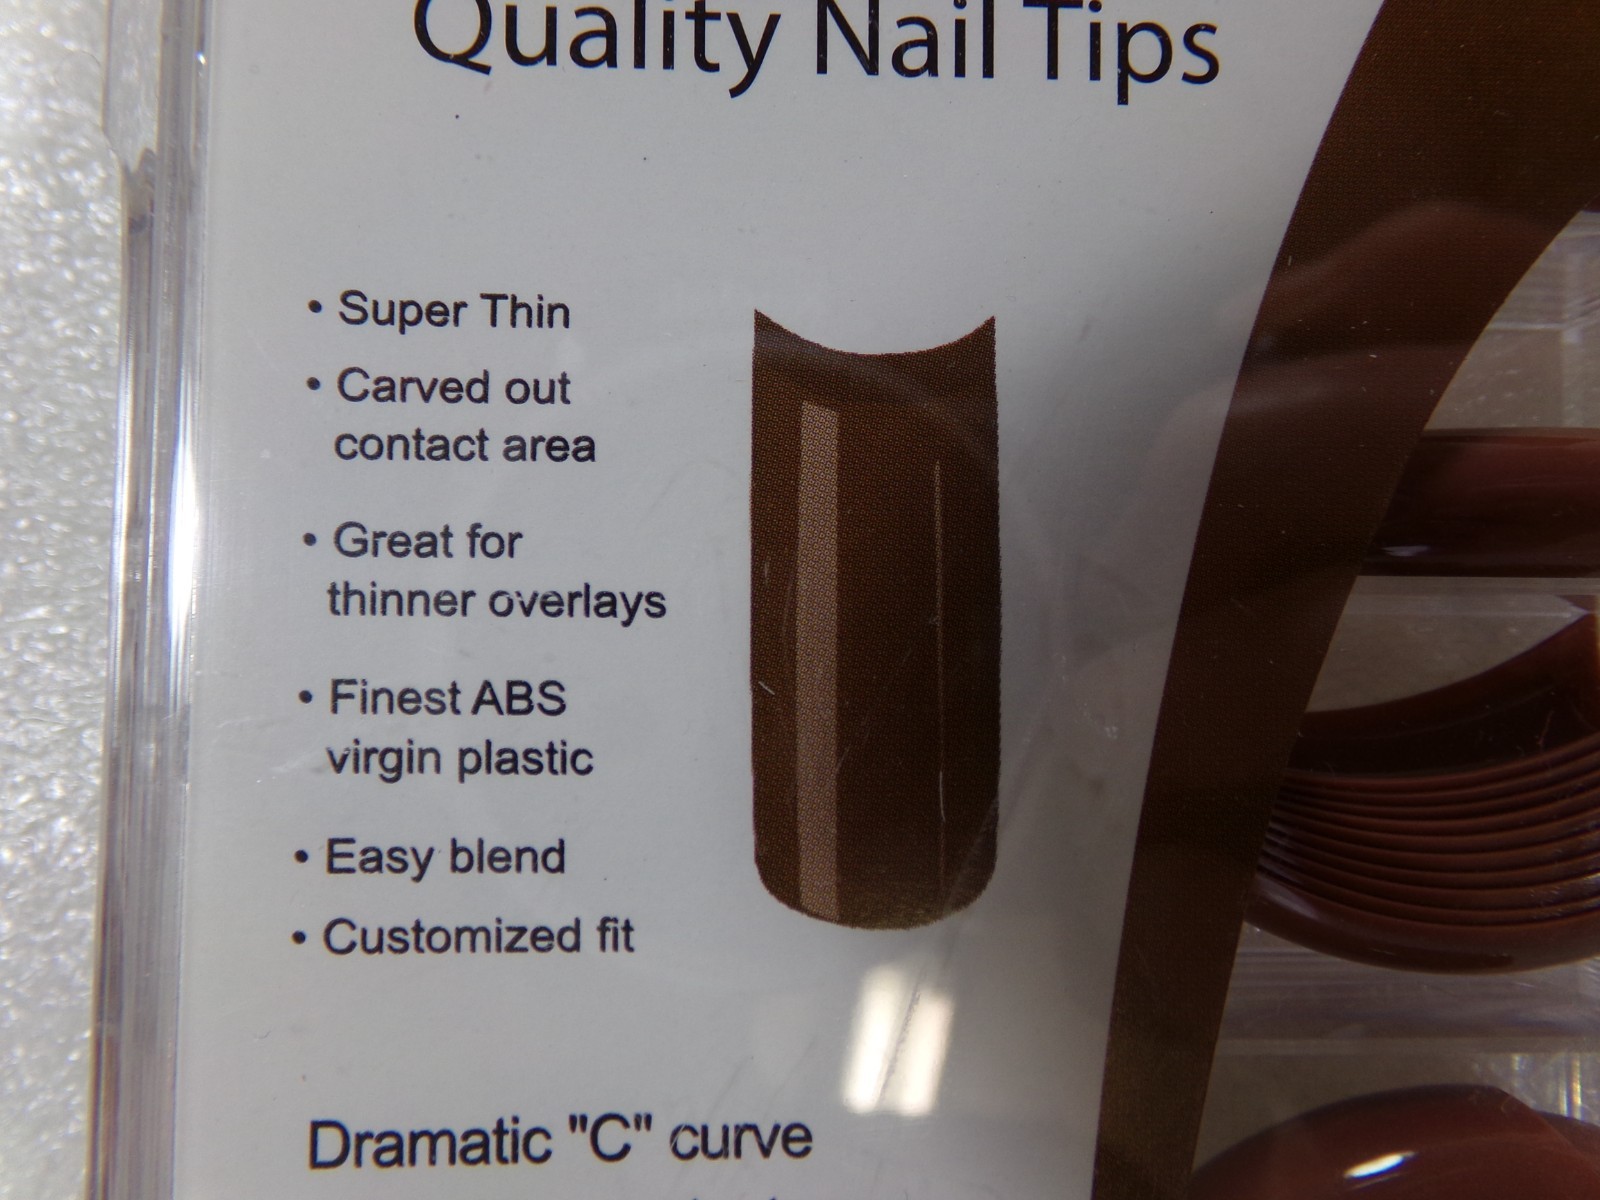 Quality Nail Tips
• Super Thin
• Carved out
contact area
• Great for
thinner overlays
• Finest ABS
virgin plastic
• Easy blend
• Customized fit
Dramatic "C" curve